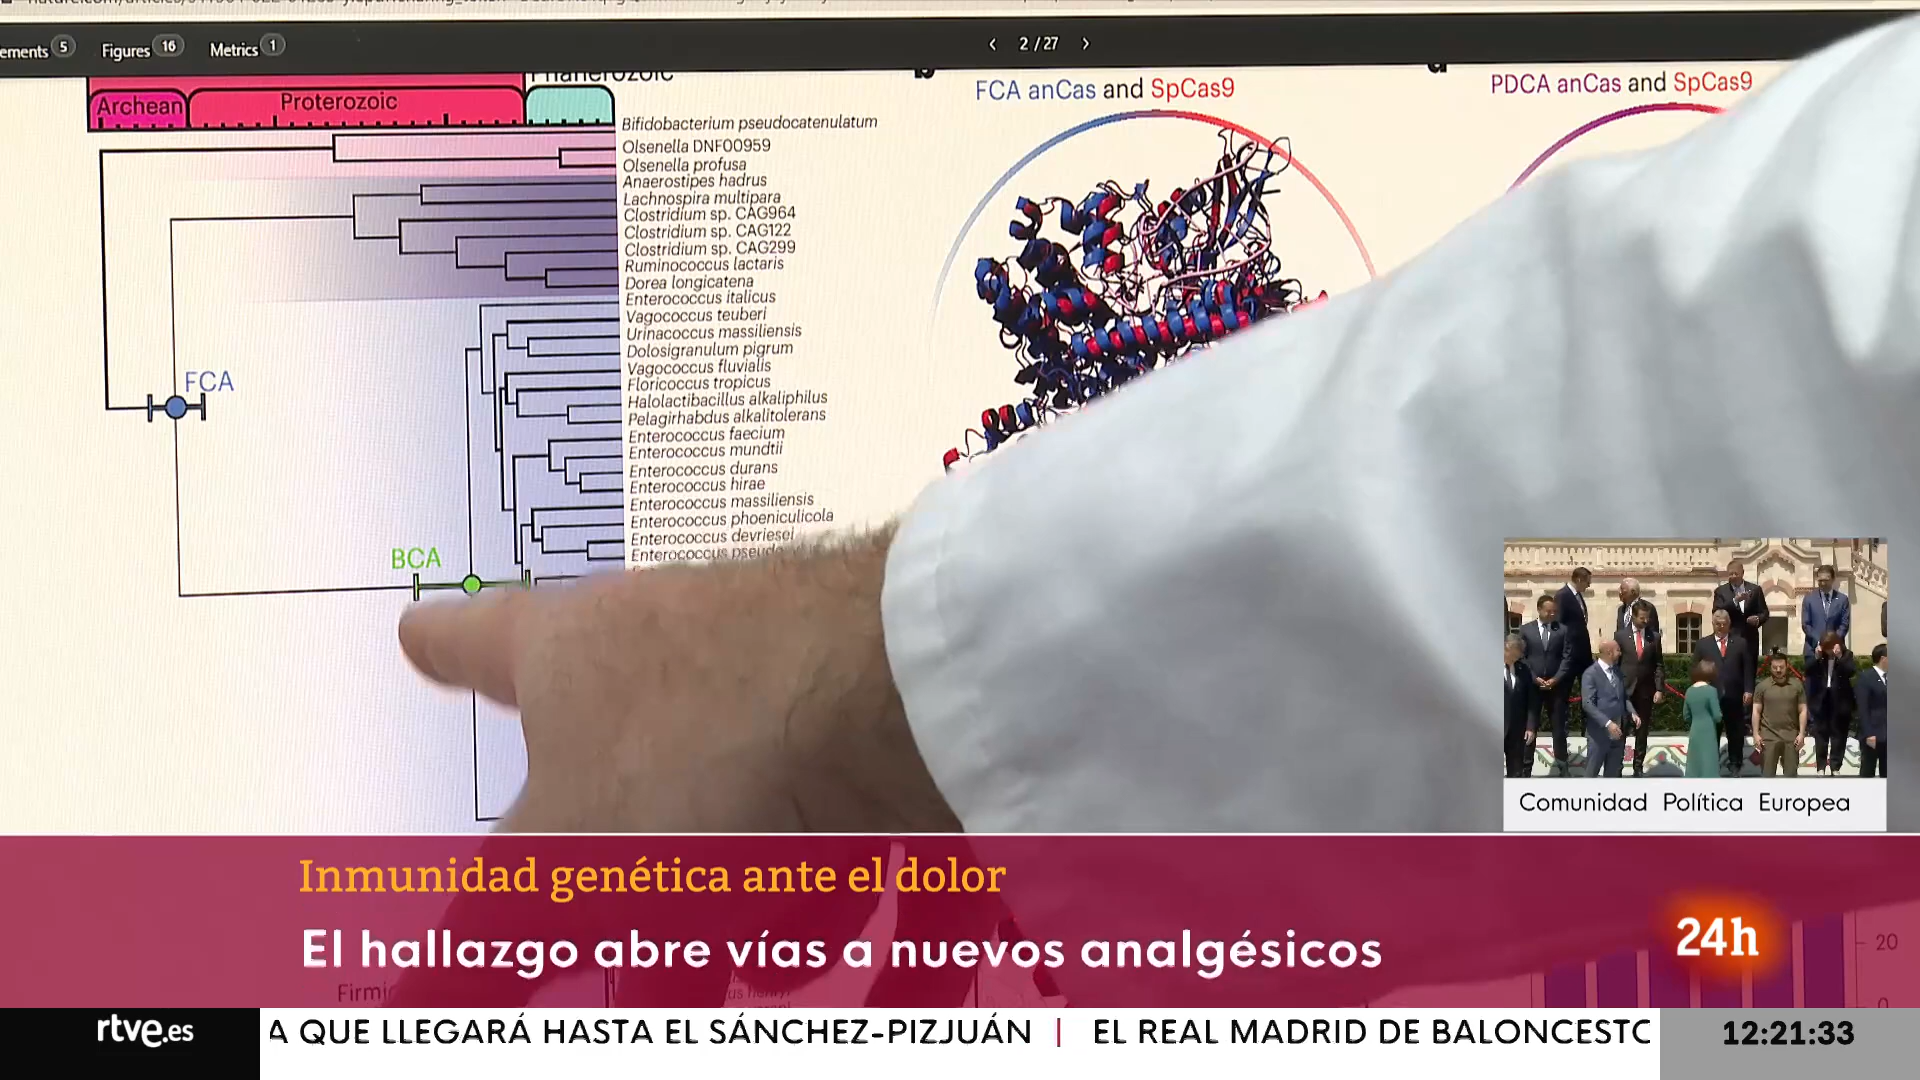 Figures 16
Metrics 1
2 / 27
Phanerozoic
Archean
Proterozoic
FCA anCas and SpCas9
PDCA anCas and SpCas9
Bifidobacterium pseudocatenulatum
Olsenella DNF00959
Olsenella profusa
Anaerostipes hadrus
Lachnospira multipara
Clostridium sp. CAG964
Clostridium sp. CAG122
Clostridium sp. CAG299
Ruminococcus lactaris
Dorea longicatena
Enterococcus italicus
Vagococcus teuberi
Urinacoccus massiliensis
Dolosigranulum pigrum
Vagococcus fluvialis
Floricoccus tropicus
Halolactibacillus alkaliphilus
Pelagirhabdus alkalitolerans
Enterococcus faecium
Enterococcus mundtii
Enterococcus durans
Enterococcus hirae
Enterococcus massiliensis
Enterococcus phoeniculicola
Enterococcus devriesei
Enterococcus
FCA
BCA
Comunidad Política Europea
Inmunidad genética ante el dolor
El hallazgo abre vías a nuevos analgésicos
24h
20
0
rtve.es
A QUE LLEGARÁ HASTA EL SÁNCHEZ-PIZJUÁN | EL REAL MADRID DE BALONCESTO
12:21:33